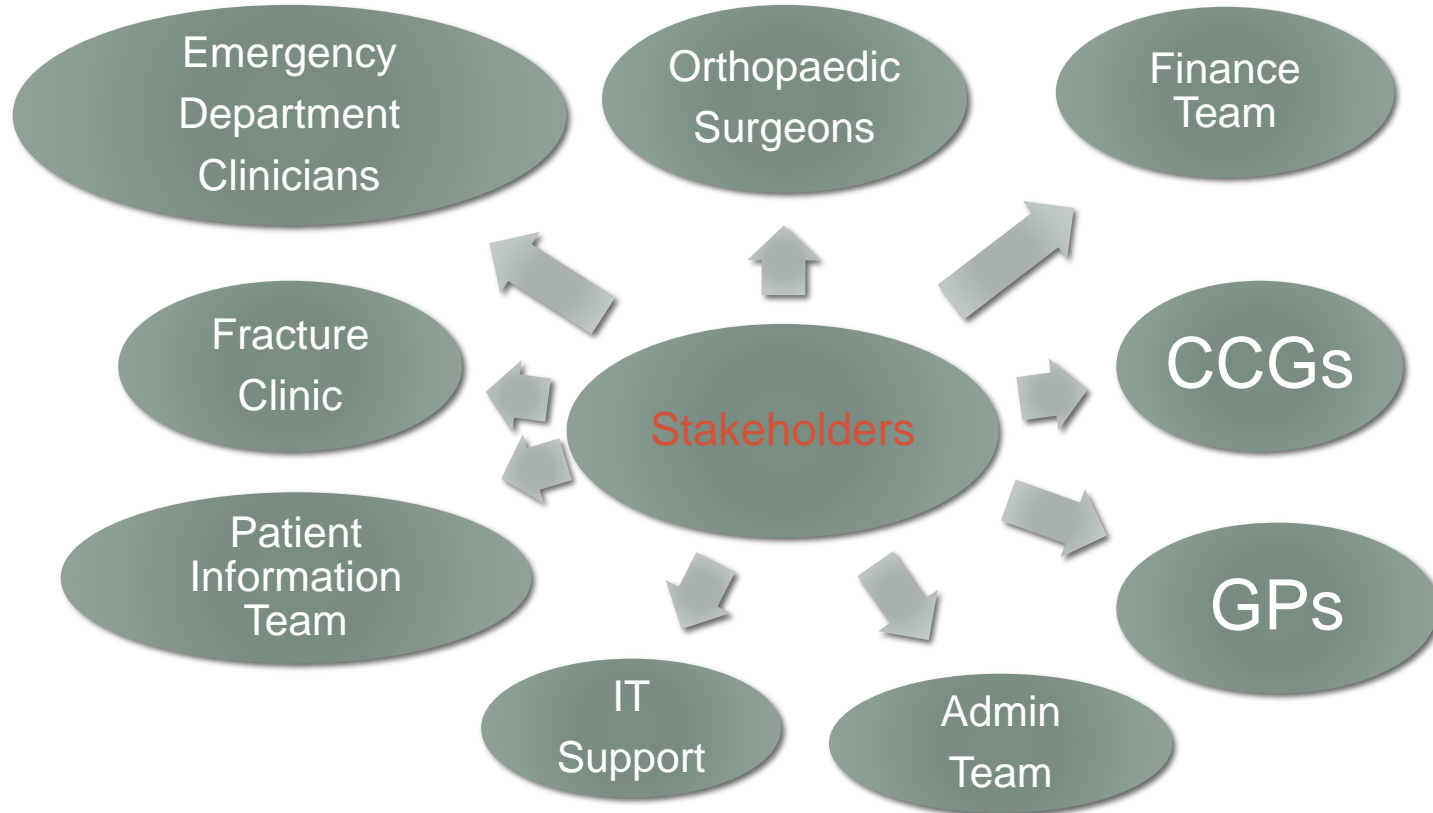 Emergency
Department
Clinicians
Orthopaedic
Surgeons
Finance
Team
Fracture
Clinic
Stakeholders
CCGs
Patient
Information
Team
GPs
IT
Support
Admin
Team